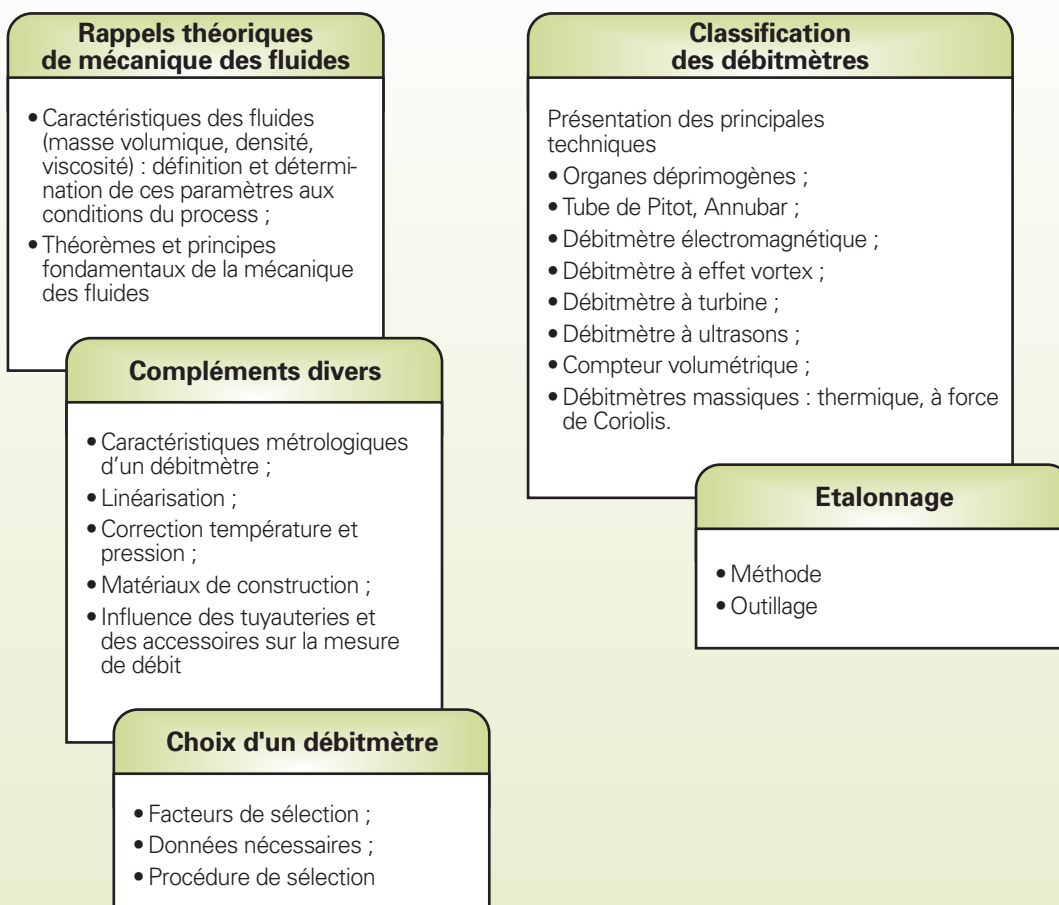 Rappels théoriques
de mécanique des fluides
• Caractéristiques des fluides
(masse volumique, densité,
viscosité) : définition et détermi-
nation de ces paramètres aux
conditions du process ;
• Théorèmes et principes
fondamentaux de la mécanique
des fluides
Compléments divers
• Caractéristiques métrologiques
d'un débitmètre ;
• Linéarisation ;
• Correction température et
pression ;
• Matériaux de construction ;
• Influence des tuyauteries et
des accessoires sur la mesure
de débit
Choix d'un débitmètre
• Facteurs de sélection ;
• Données nécessaires ;
• Procédure de sélection
Classification
des débitmètres
Présentation des principales
techniques
• Organes déprimogènes ;
• Tube de Pitot, Annubar ;
• Débitmètre électromagnétique ;
• Débitmètre à effet vortex ;
• Débitmètre à turbine ;
• Débitmètre à ultrasons ;
• Compteur volumétrique ;
• Débitmètres massiques : thermique, à force
de Coriolis.
Etalonnage
• Méthode
• Outillage